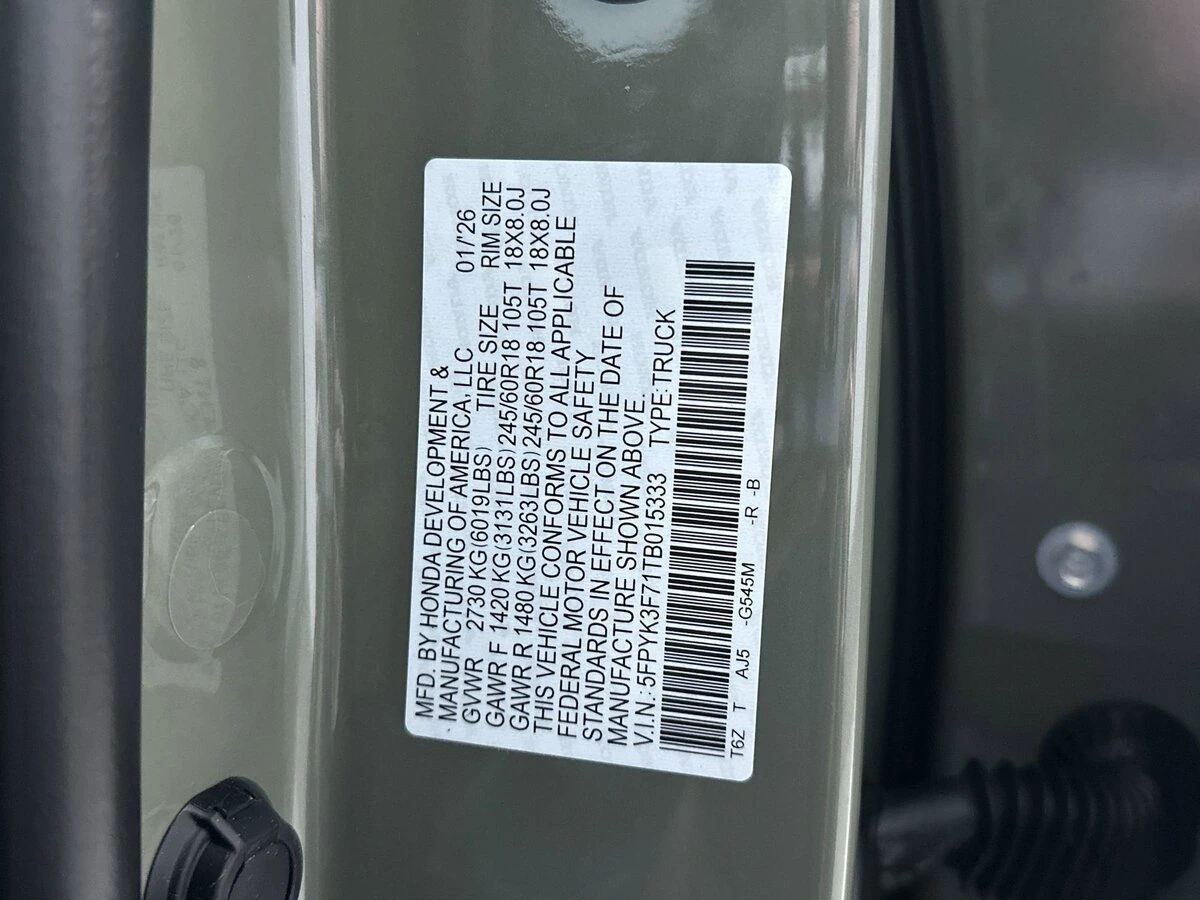 MFD. BY HONDA DEVELOPMENT &
MANUFACTURING OF AMERICA, LLC 01/'26
GVWR 2730 KG(6019LBS) TIRE SIZE RIM SIZE
GAWR F 1420 KG(3131LBS) 245/60R18 105T 18X8.0J
GAWR R 1480 KG(3263LBS) 245/60R18 105T 18X8.0J
THIS VEHICLE CONFORMS TO ALL APPLICABLE
FEDERAL MOTOR VEHICLE SAFETY
STANDARDS IN EFFECT ON THE DATE OF
MANUFACTURE SHOWN ABOVE.
V.I.N.: 5FPYK3F71TB015333 TYPE:TRUCK
T6Z T AJ5 -G545M -R -B